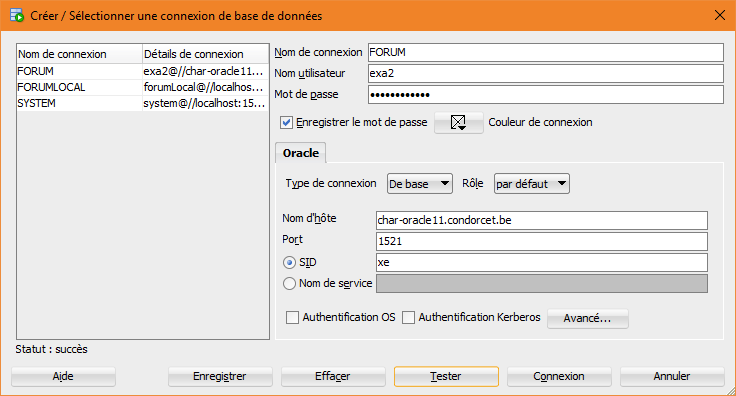 Créer / Sélectionner une connexion de base de données
Nom de connexion Détails de connexion
FORUM exa2@//char-oracle11...
FORUMLOCAL forumLocal@//localhos...
SYSTEM system@//localhost:15...
Nom de connexion FORUM
Nom utilisateur exa2
Mot de passe ••••••••••••
Enregistrer le mot de passe Couleur de connexion
Oracle
Type de connexion De base Rôle par défaut
Nom d'hôte char-oracle11.condorcet.be
Port 1521
SID xe
Nom de service
Authentification OS Authentification Kerberos Avancé...
Statut : succès
Aide Enregistrer Effacer Tester Connexion Annuler